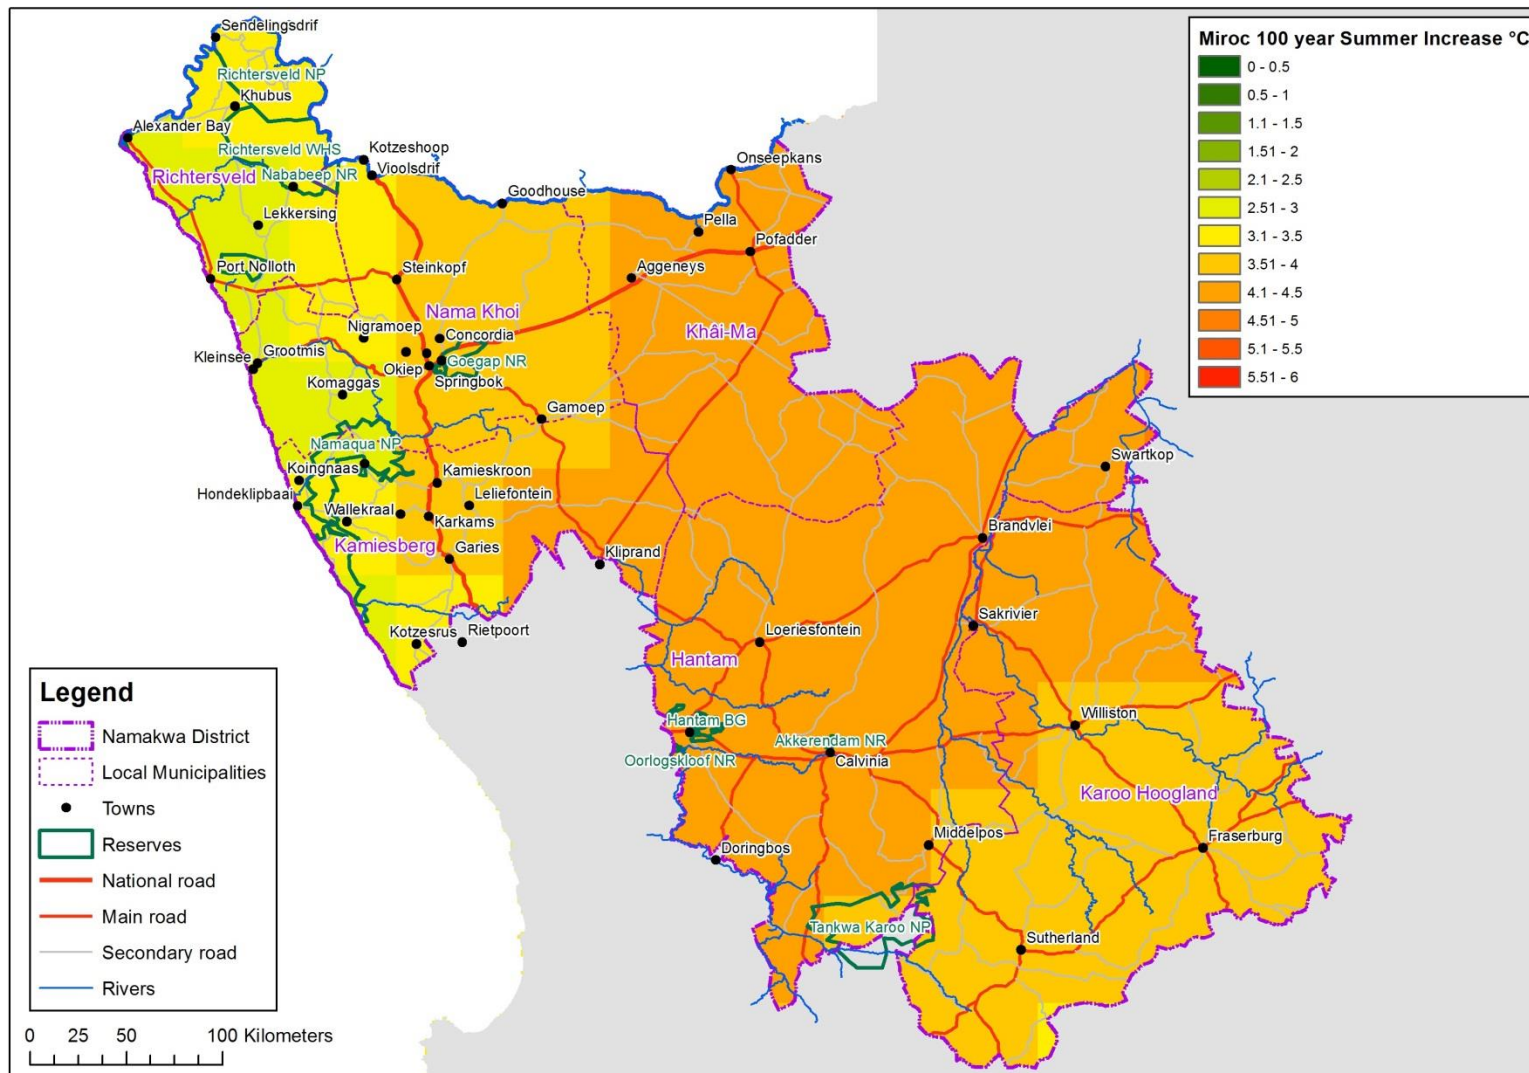 Miroc 100 year Summer Increase °C
0 - 0.5
0.5 - 1
1.1 - 1.5
1.51 - 2
2.1 - 2.5
2.51 - 3
3.1 - 3.5
3.51 - 4
4.1 - 4.5
4.51 - 5
5.1 - 5.5
5.51 - 6
Sendelingsdrif
Richtersveld NP
Khubus
Alexander Bay
Richtersveld WHS
Kotzeshoop
Richtersveld
Nababeep NR
Vioolsdrif
Onseepkans
Goodhouse
Lekkersing
Pella
Pofadder
Port Nolloth
Steinkopf
Aggeneys
Nama Khoi
Nigramoep
Concordia
Khâi-Ma
Kleinsee
Grootmis
Okiep
Goegap NR
Springbok
Komaggas
Gamoep
Namaqua NP
Koingnaas
Kamieskroon
Swartkop
Hondeklipbaai
Leliefontein
Wallekraal
Karkams
Brandvlei
Kamiesberg
Garies
Kliprand
Sakrivier
Kotzesrus
Rietpoort
Loeriesfontein
Hantam
Hantam BG
Williston
Akkerendam NR
Oorlogskloof NR
Calvinia
Karoo Hoogland
Middelpos
Fraserburg
Doringbos
Tankwa Karoo NP
Sutherland
Legend
Namakwa District
Local Municipalities
Towns
Reserves
National road
Main road
Secondary road
Rivers
0 25 50 100 Kilometers